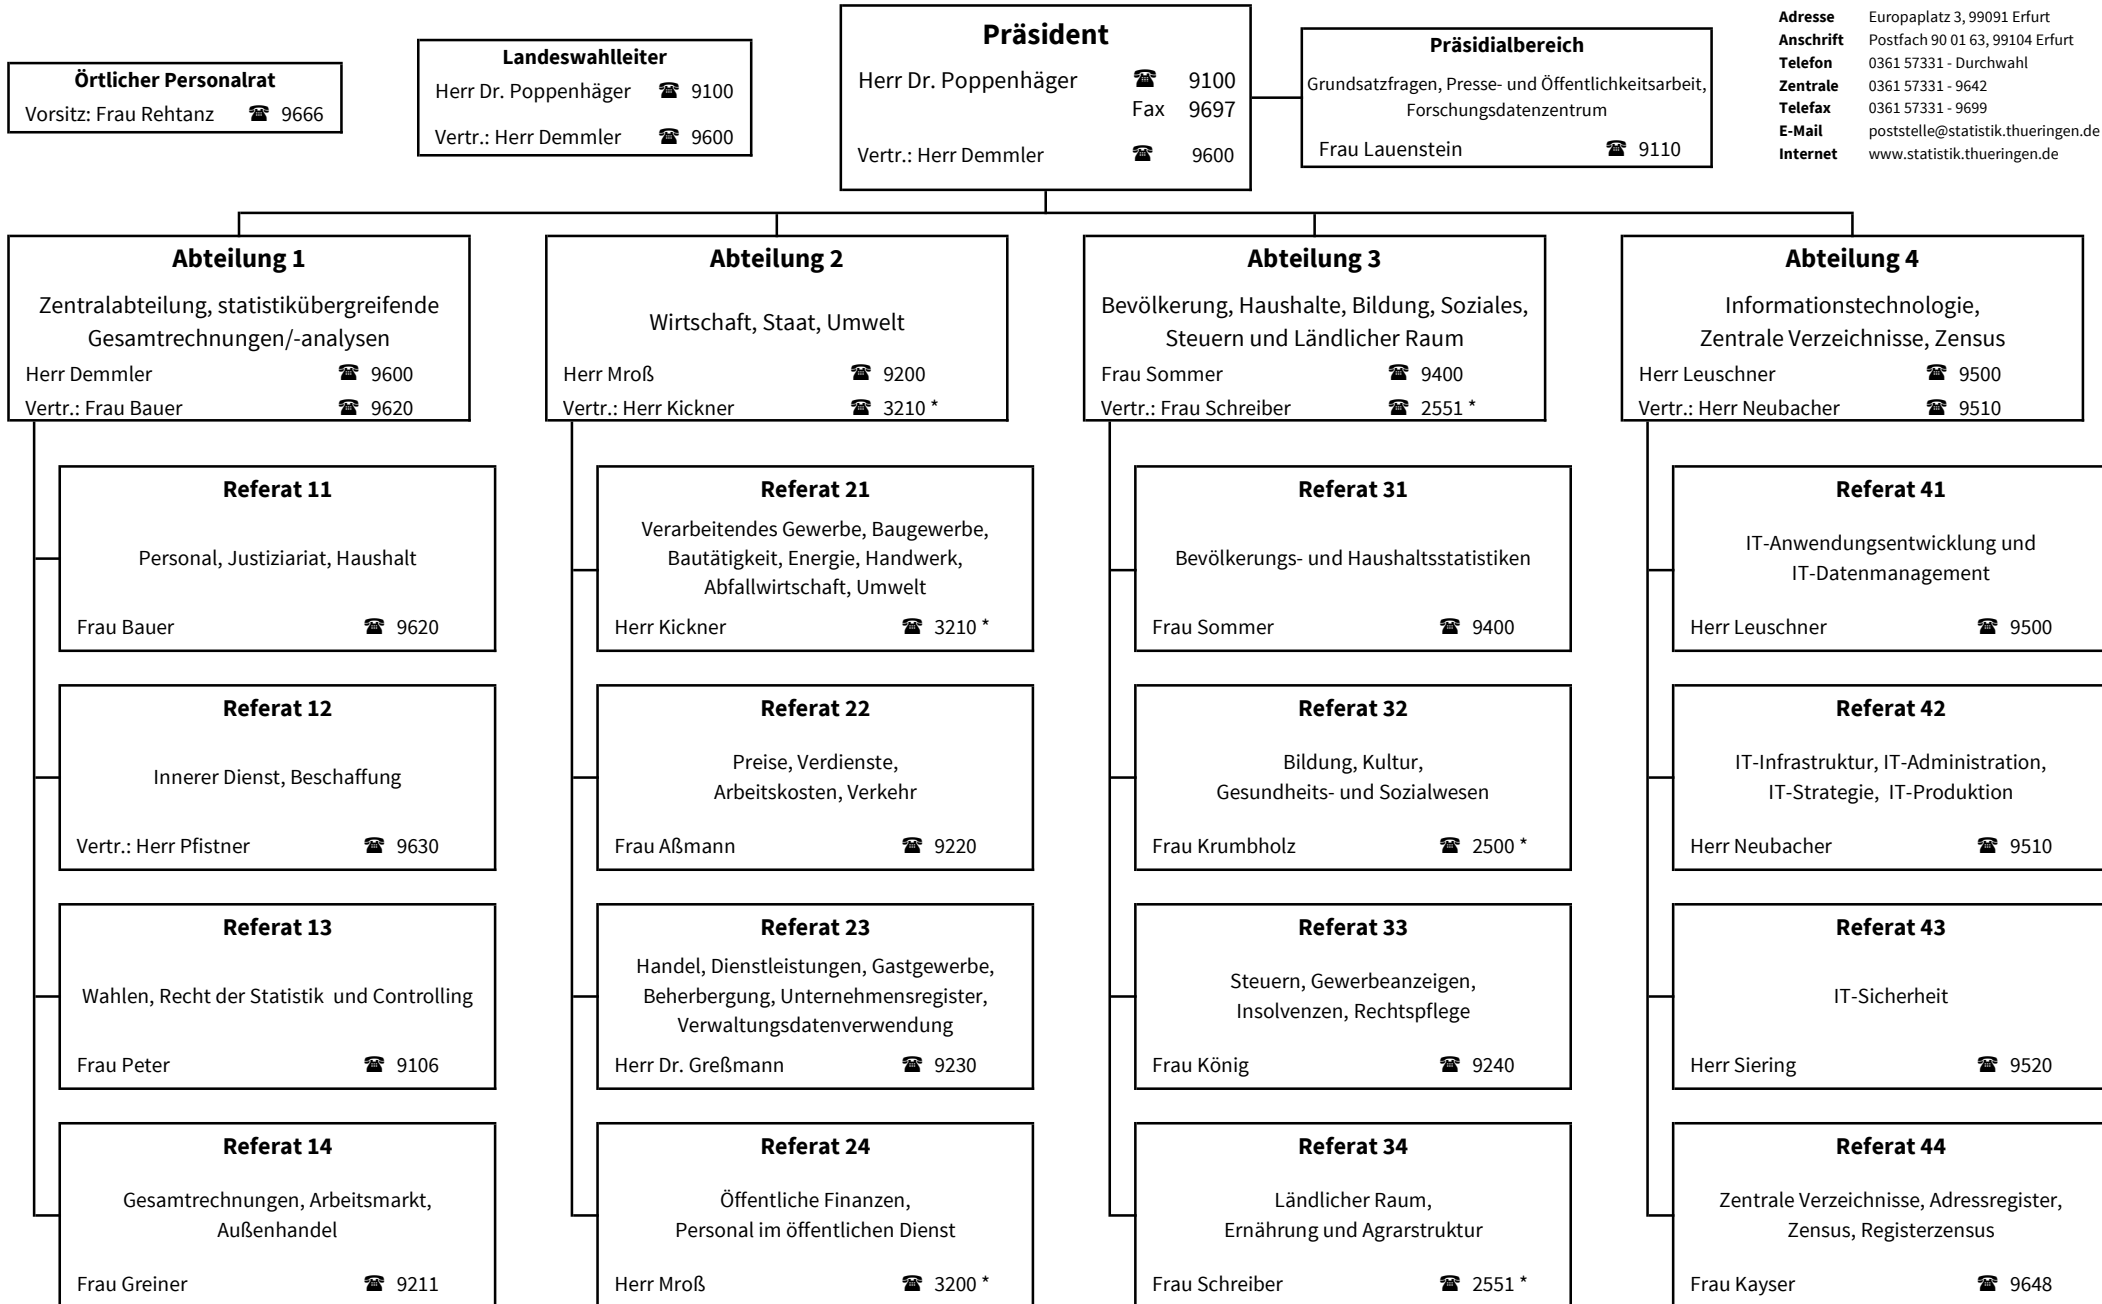 Örtlicher Personalrat
Vorsitz: Frau Rehtanz ☎ 9666
Landeswahlleiter
Herr Dr. Poppenhäger ☎ 9100
Vertr.: Herr Demmler ☎ 9600
Präsident
Herr Dr. Poppenhäger ☎ 9100
Fax 9697
Vertr.: Herr Demmler ☎ 9600
Präsidialbereich
Grundsatzfragen, Presse- und Öffentlichkeitsarbeit,
Forschungsdatenzentrum
Frau Lauenstein ☎ 9110
Adresse Europaplatz 3, 99091 Erfurt
Anschrift Postfach 90 01 63, 99104 Erfurt
Telefon 0361 57331 - Durchwahl
Zentrale 0361 57331 - 9642
Telefax 0361 57331 - 9699
E-Mail poststelle@statistik.thueringen.de
Internet www.statistik.thueringen.de
Abteilung 1
Zentralabteilung, statistikübergreifende
Gesamtrechnungen/-analysen
Herr Demmler ☎ 9600
Vertr.: Frau Bauer ☎ 9620
Referat 11
Personal, Justiziariat, Haushalt
Frau Bauer ☎ 9620
Referat 12
Innerer Dienst, Beschaffung
Vertr.: Herr Pfistner ☎ 9630
Referat 13
Wahlen, Recht der Statistik und Controlling
Frau Peter ☎ 9106
Referat 14
Gesamtrechnungen, Arbeitsmarkt,
Außenhandel
Frau Greiner ☎ 9211
Abteilung 2
Wirtschaft, Staat, Umwelt
Herr Mroß ☎ 9200
Vertr.: Herr Kickner ☎ 3210 *
Referat 21
Verarbeitendes Gewerbe, Baugewerbe,
Bautätigkeit, Energie, Handwerk,
Abfallwirtschaft, Umwelt
Herr Kickner ☎ 3210 *
Referat 22
Preise, Verdienste,
Arbeitskosten, Verkehr
Frau Aßmann ☎ 9220
Referat 23
Handel, Dienstleistungen, Gastgewerbe,
Beherbergung, Unternehmensregister,
Verwaltungsdatenverwendung
Herr Dr. Greßmann ☎ 9230
Referat 24
Öffentliche Finanzen,
Personal im öffentlichen Dienst
Herr Mroß ☎ 3200 *
Abteilung 3
Bevölkerung, Haushalte, Bildung, Soziales,
Steuern und Ländlicher Raum
Frau Sommer ☎ 9400
Vertr.: Frau Schreiber ☎ 2551 *
Referat 31
Bevölkerungs- und Haushaltsstatistiken
Frau Sommer ☎ 9400
Referat 32
Bildung, Kultur,
Gesundheits- und Sozialwesen
Frau Krumbholz ☎ 2500 *
Referat 33
Steuern, Gewerbeanzeigen,
Insolvenzen, Rechtspflege
Frau König ☎ 9240
Referat 34
Ländlicher Raum,
Ernährung und Agrarstruktur
Frau Schreiber ☎ 2551 *
Abteilung 4
Informationstechnologie,
Zentrale Verzeichnisse, Zensus
Herr Leuschner ☎ 9500
Vertr.: Herr Neubacher ☎ 9510
Referat 41
IT-Anwendungsentwicklung und
IT-Datenmanagement
Herr Leuschner ☎ 9500
Referat 42
IT-Infrastruktur, IT-Administration,
IT-Strategie, IT-Produktion
Herr Neubacher ☎ 9510
Referat 43
IT-Sicherheit
Herr Siering ☎ 9520
Referat 44
Zentrale Verzeichnisse, Adressregister,
Zensus, Registerzensus
Frau Kayser ☎ 9648